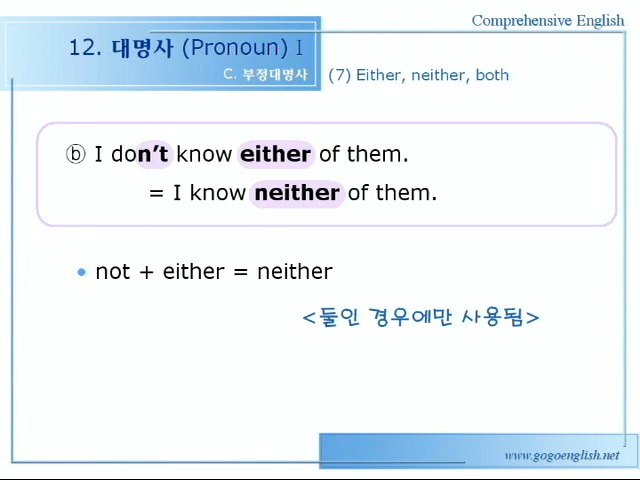 Comprehensive English
12. 대명사 (Pronoun) I
C. 부정대명사
(7) Either, neither, both
ⓑ I don't know either of them.
= I know neither of them.
• not + either = neither
<둘인 경우에만 사용됨>
www.gogoenglish.net